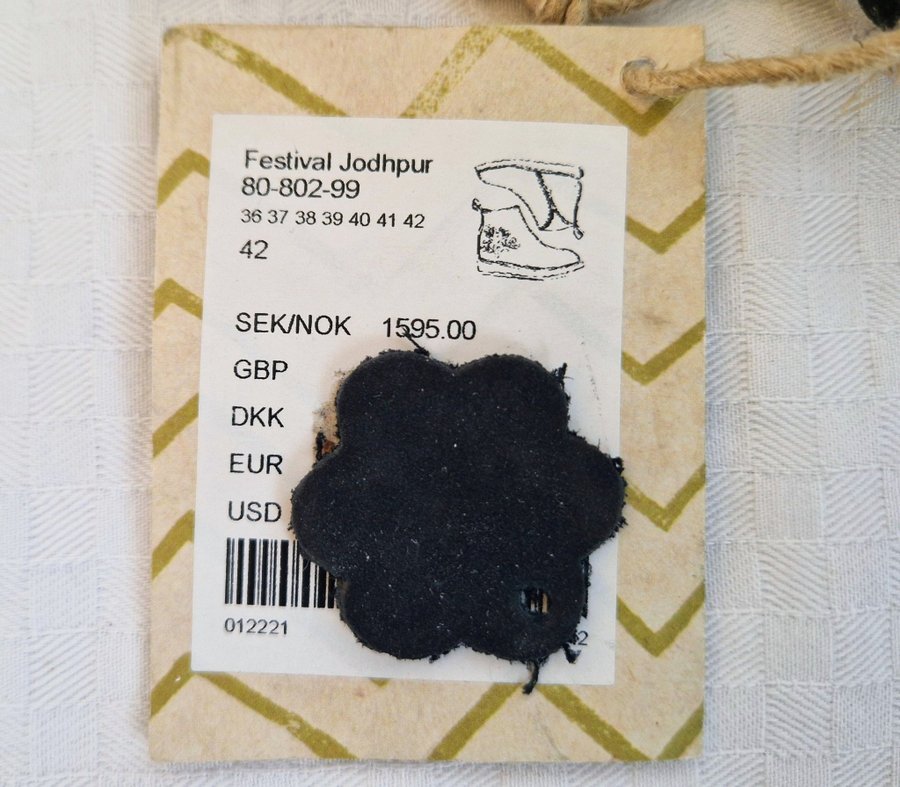 Festival Jodhpur
80-802-99
36 37 38 39 40 41 42
42
SEK/NOK 1595.00
GBP
DKK
EUR
USD
012221 2